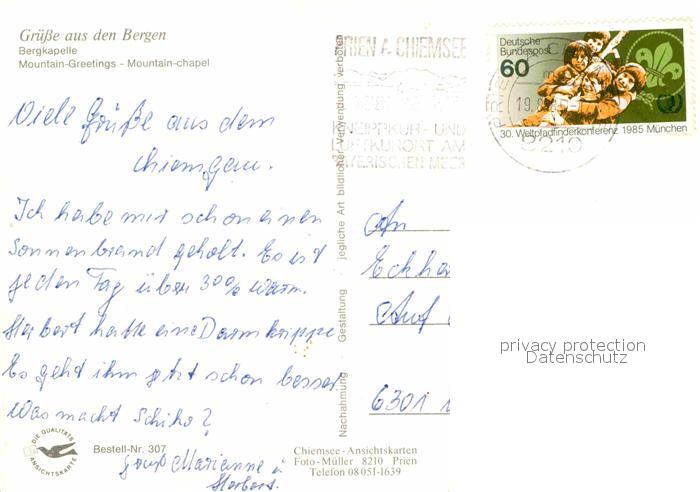 Grüße aus den Bergen
Bergkapelle
Mountain-Greetings - Mountain-chapel
Viele Grüße aus dem
Chiemgau.
Ich habe mir schon einen
Sonnenbrand geholt. Es ist
jeden Tag über 30% warm.
Herbert hatte eine Darmkrippe
Es geht ihm jetzt schon besser
Was macht Schiko?
Gruß Marianne u
Herbert.
DIE QUALITÄTS
ANSICHTSKARTE
Bestell-Nr. 307
Chiemsee-Ansichtskarten
Foto-Müller 8210 Prien
Telefon 08051-1639
Nachahmung Gestaltung jegliche Art bildlicher Verwendung verboten
PRIEN A. CHIEMSEE
KNEIPPKUR- UND
LUFTKURORT AM
BAYERISCHEN MEER
Deutsche
Bundespost
60
30. Weltpfadfinderkonferenz 1985 München
8210
An
Eckha
6301
privacy protection
Datenschutz